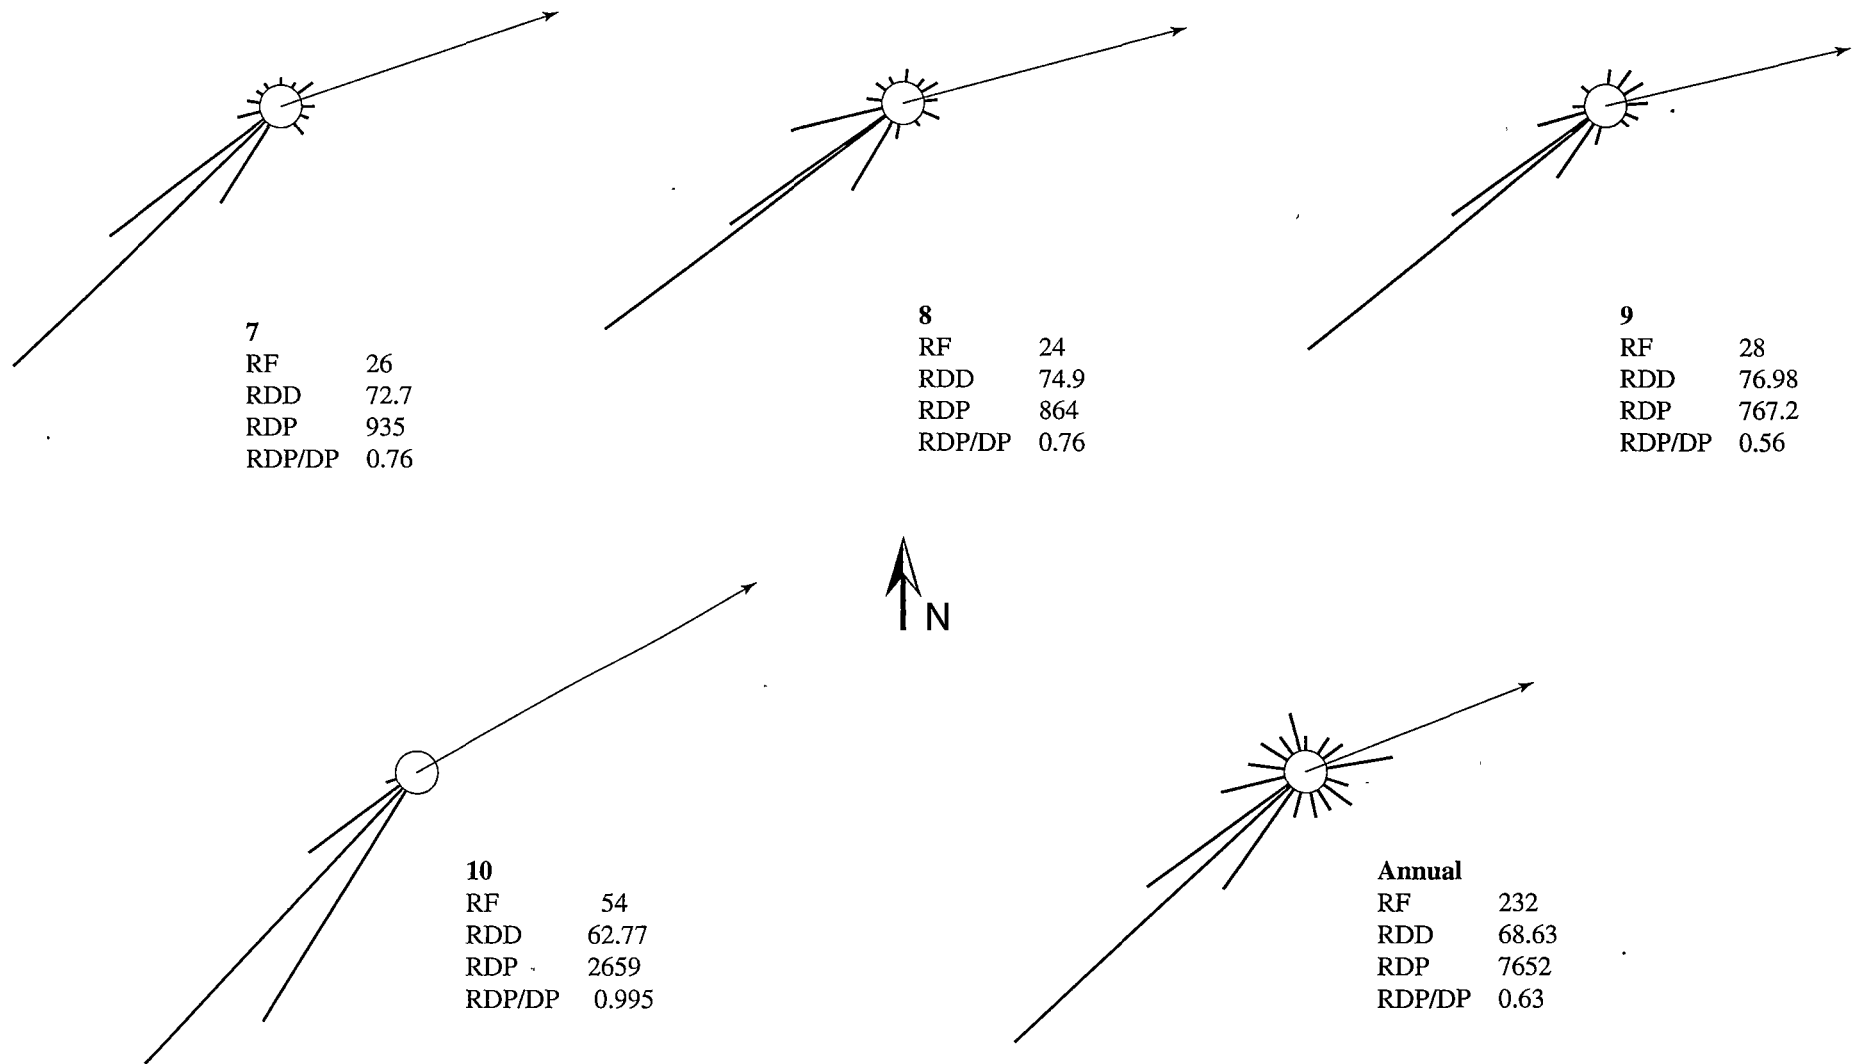 7
RF 26
RDD 72.7
RDP 935
RDP/DP 0.76
8
RF 24
RDD 74.9
RDP 864
RDP/DP 0.76
9
RF 28
RDD 76.98
RDP 767.2
RDP/DP 0.56
N
10
RF 54
RDD 62.77
RDP 2659
RDP/DP 0.995
Annual
RF 232
RDD 68.63
RDP 7652
RDP/DP 0.63